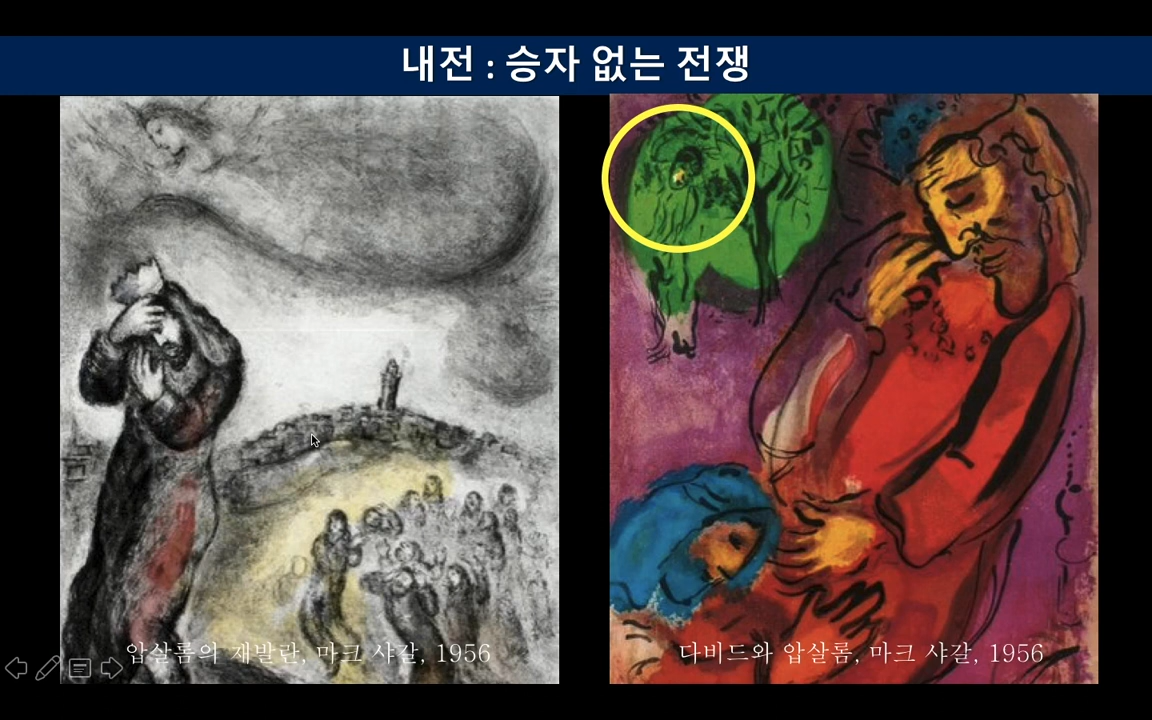 내전 : 승자 없는 전쟁
압살롬의 재발란, 마크 샤갈, 1956
다비드와 압살롬, 마크 샤갈, 1956